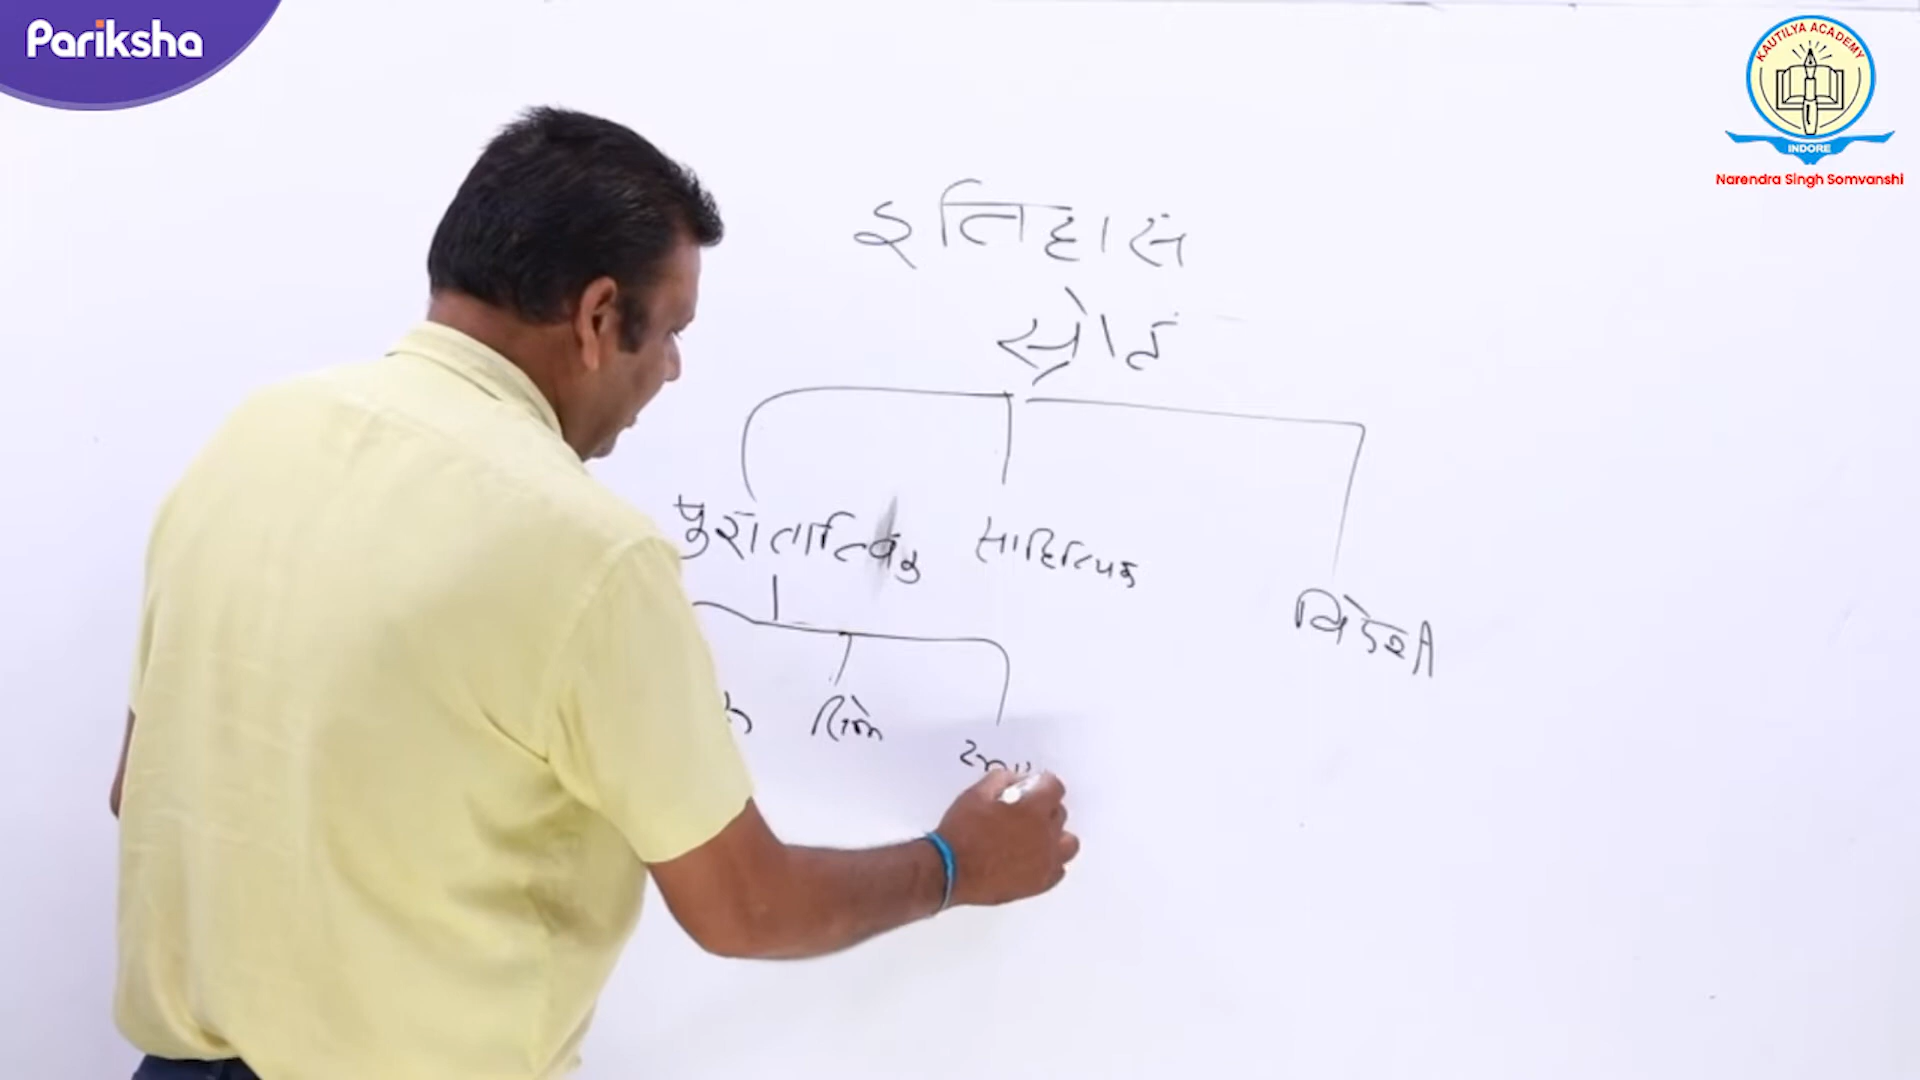 Pariksha
KAUTILYA ACADEMY
INDORE
Narendra Singh Somvanshi
इतिहास
स्रोत
पुरातात्विक साहित्यिक
विदेशी
सिक्के